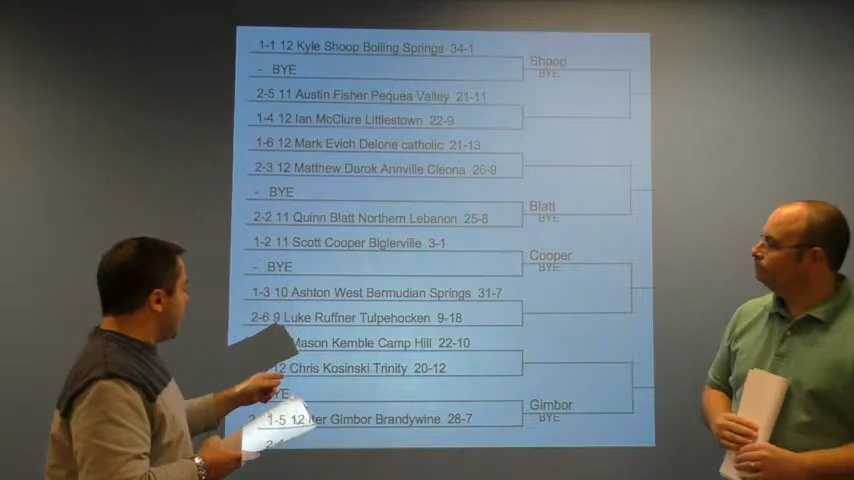 1-1 12 Kyle Shoop Boiling Springs 34-1
Shoop
BYE
- BYE
2-5 11 Austin Fisher Pequea Valley 21-11
1-4 12 Ian McClure Littlestown 22-9
1-6 12 Mark Evich Delone catholic 21-13
2-3 12 Matthew Darok Annville Cleona 26-9
- BYE
Blatt
BYE
2-2 11 Quinn Blatt Northern Lebanon 25-8
1-2 11 Scott Cooper Biglerville 3-1
Cooper
BYE
- BYE
1-3 10 Ashton West Bermudian Springs 31-7
2-6 9 Luke Ruffner Tulpehocken 9-18
Mason Kemble Camp Hill 22-10
12 Chris Kosinski Trinity 20-12
YE
Gimbor
BYE
1-5 12 ter Gimbor Brandywine 28-7
2-4